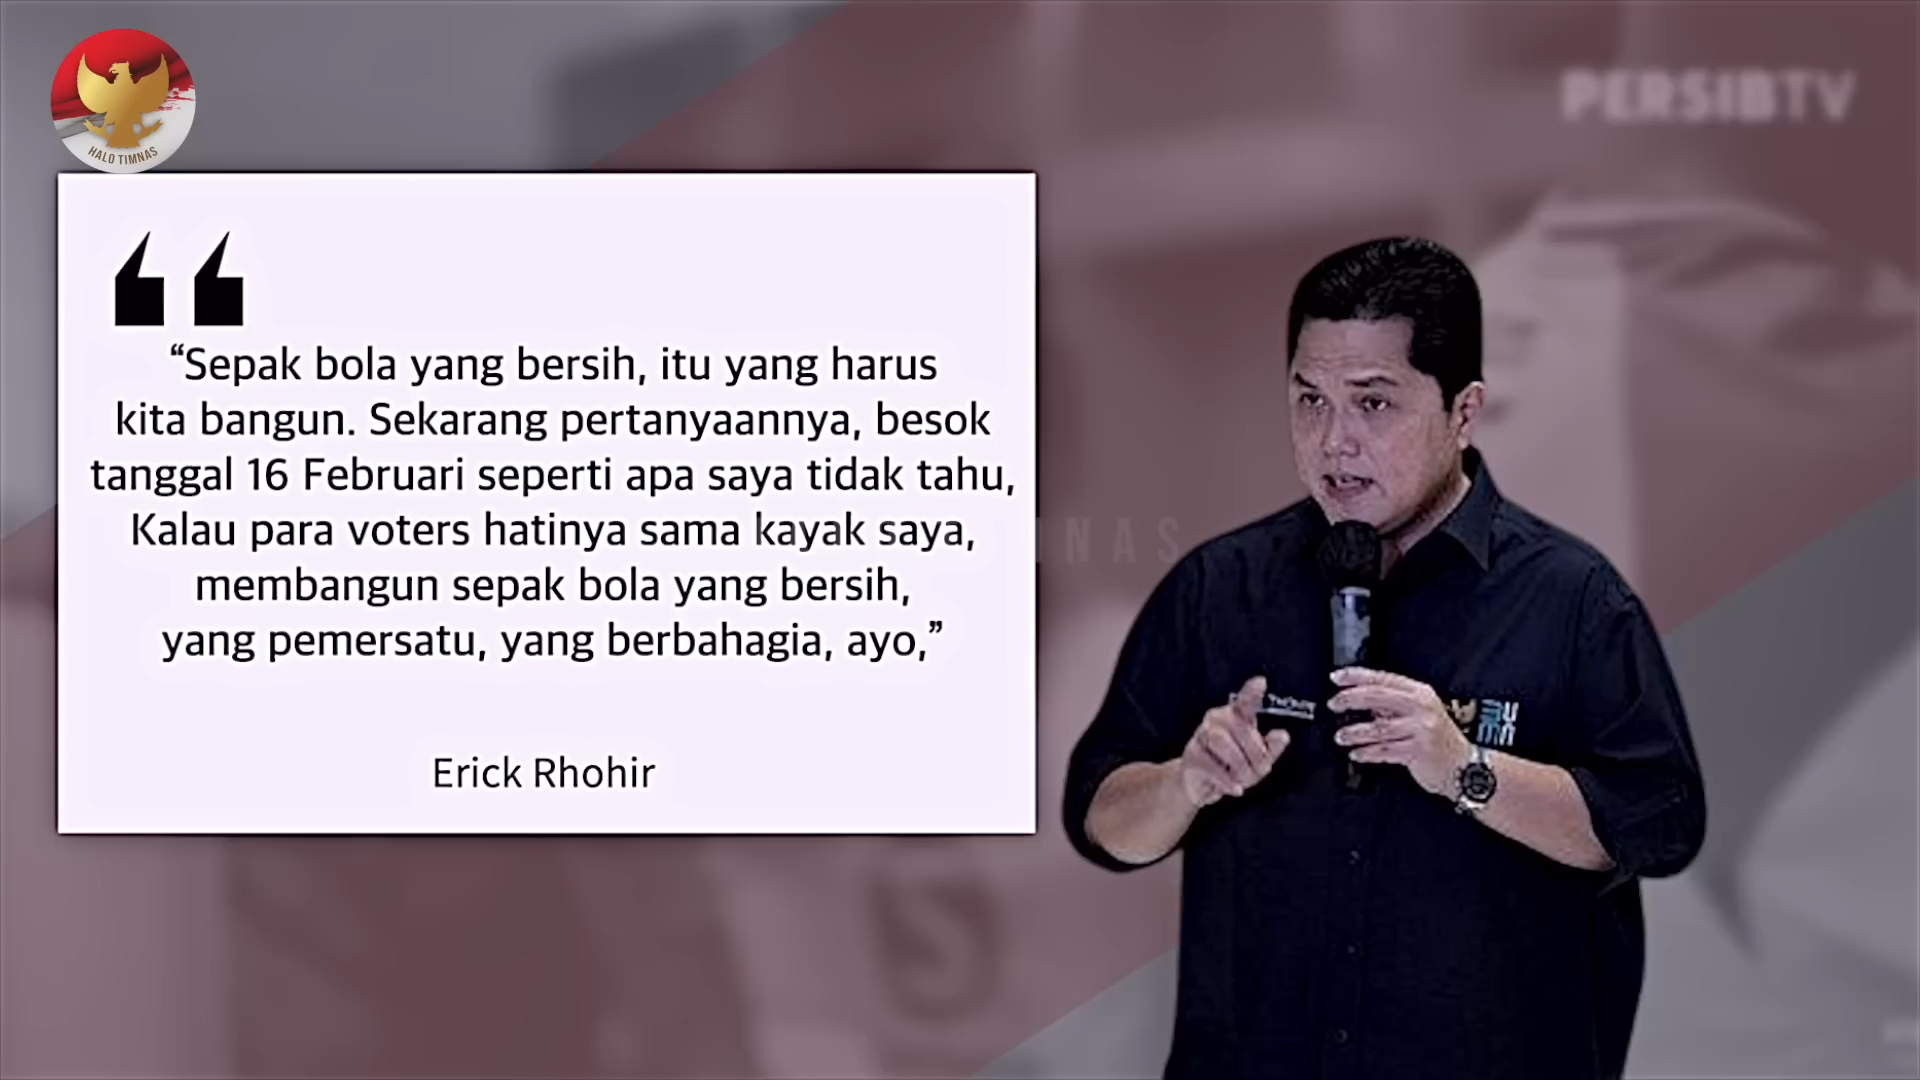 HALO TIMNAS
PERSIBTV
“Sepak bola yang bersih, itu yang harus
kita bangun. Sekarang pertanyaannya, besok
tanggal 16 Februari seperti apa saya tidak tahu,
Kalau para voters hatinya sama kayak saya,
membangun sepak bola yang bersih,
yang pemersatu, yang berbahagia, ayo,”
Erick Rhohir